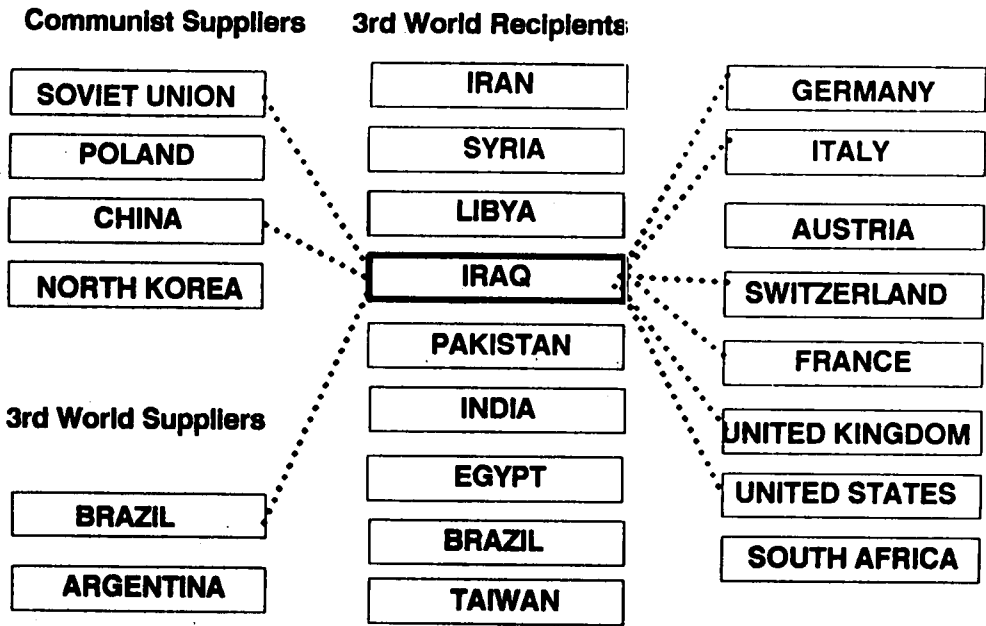 Communist Suppliers
SOVIET UNION
POLAND
CHINA
NORTH KOREA
3rd World Suppliers
BRAZIL
ARGENTINA
3rd World Recipients
IRAN
SYRIA
LIBYA
IRAQ
PAKISTAN
INDIA
EGYPT
BRAZIL
TAIWAN
GERMANY
ITALY
AUSTRIA
SWITZERLAND
FRANCE
UNITED KINGDOM
UNITED STATES
SOUTH AFRICA